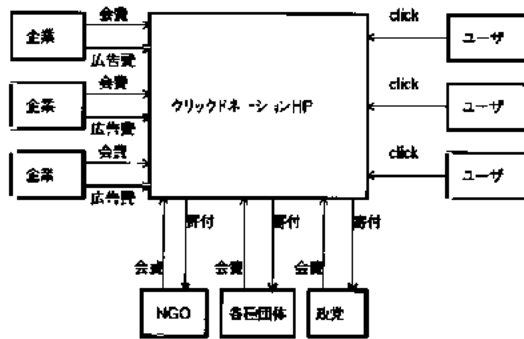 会費
企業
広告費
会費
企業
広告費
会費
企業
広告費
クリックドネーションHP
click
ユーザ
click
ユーザ
click
ユーザ
寄付
会費
寄付
会費
寄付
会費
NGO
各種団体
政党